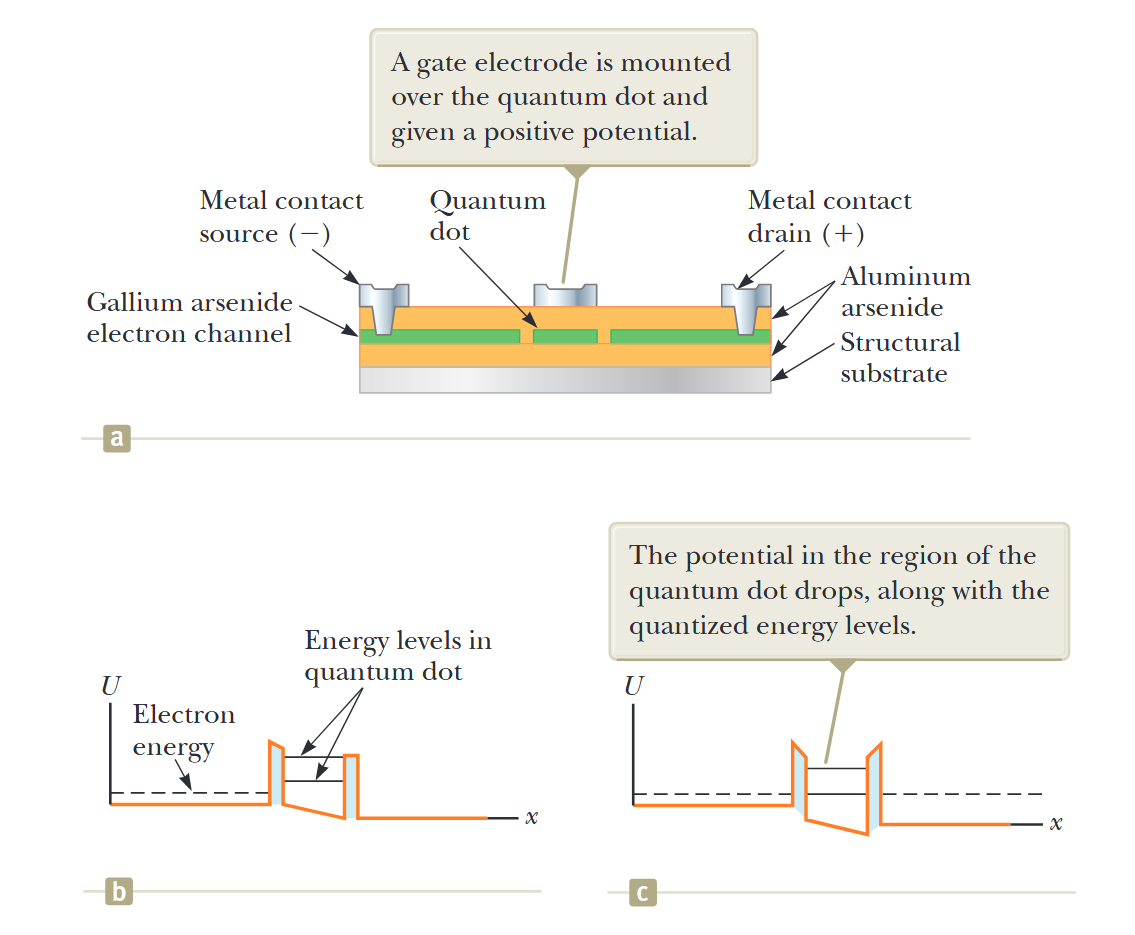 A gate electrode is mounted
over the quantum dot and
given a positive potential.
Metal contact
source (−)
Quantum
dot
Metal contact
drain (+)
Gallium arsenide
electron channel
Aluminum
arsenide
Structural
substrate
a
The potential in the region of the
quantum dot drops, along with the
quantized energy levels.
Energy levels in
quantum dot
U
Electron
energy
x
b
U
x
c